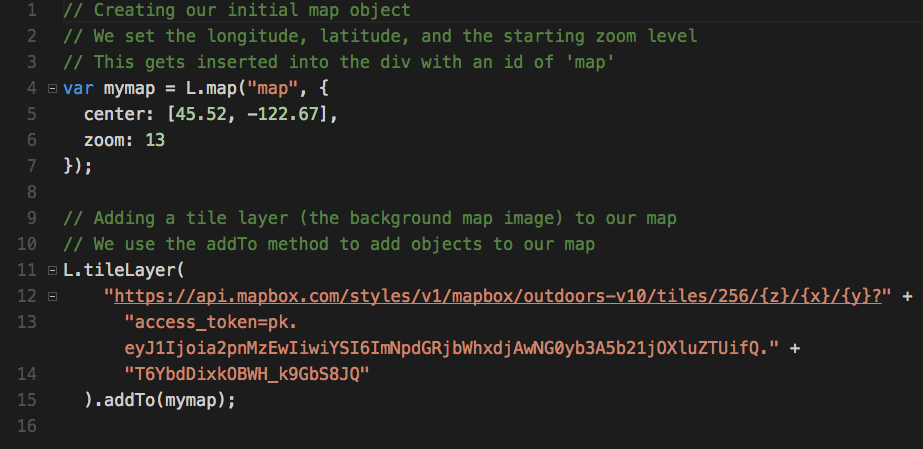 1 // Creating our initial map object
2 // We set the longitude, latitude, and the starting zoom level
3 // This gets inserted into the div with an id of 'map'
4 var mymap = L.map("map", {
5 center: [45.52, -122.67],
6 zoom: 13
7 });
8
9 // Adding a tile layer (the background map image) to our map
10 // We use the addTo method to add objects to our map
11 L.tileLayer(
12 "https://api.mapbox.com/styles/v1/mapbox/outdoors-v10/tiles/256/{z}/{x}/{y}?" +
13 "access_token=pk.
eyJ1Ijoia2pnMzEwIiwiYSI6ImNpdGRjbWhxdjAwNG0yb3A5b21jOXluZTUifQ." +
14 "T6YbdDixkOBWH_k9GbS8JQ"
15 ).addTo(mymap);
16